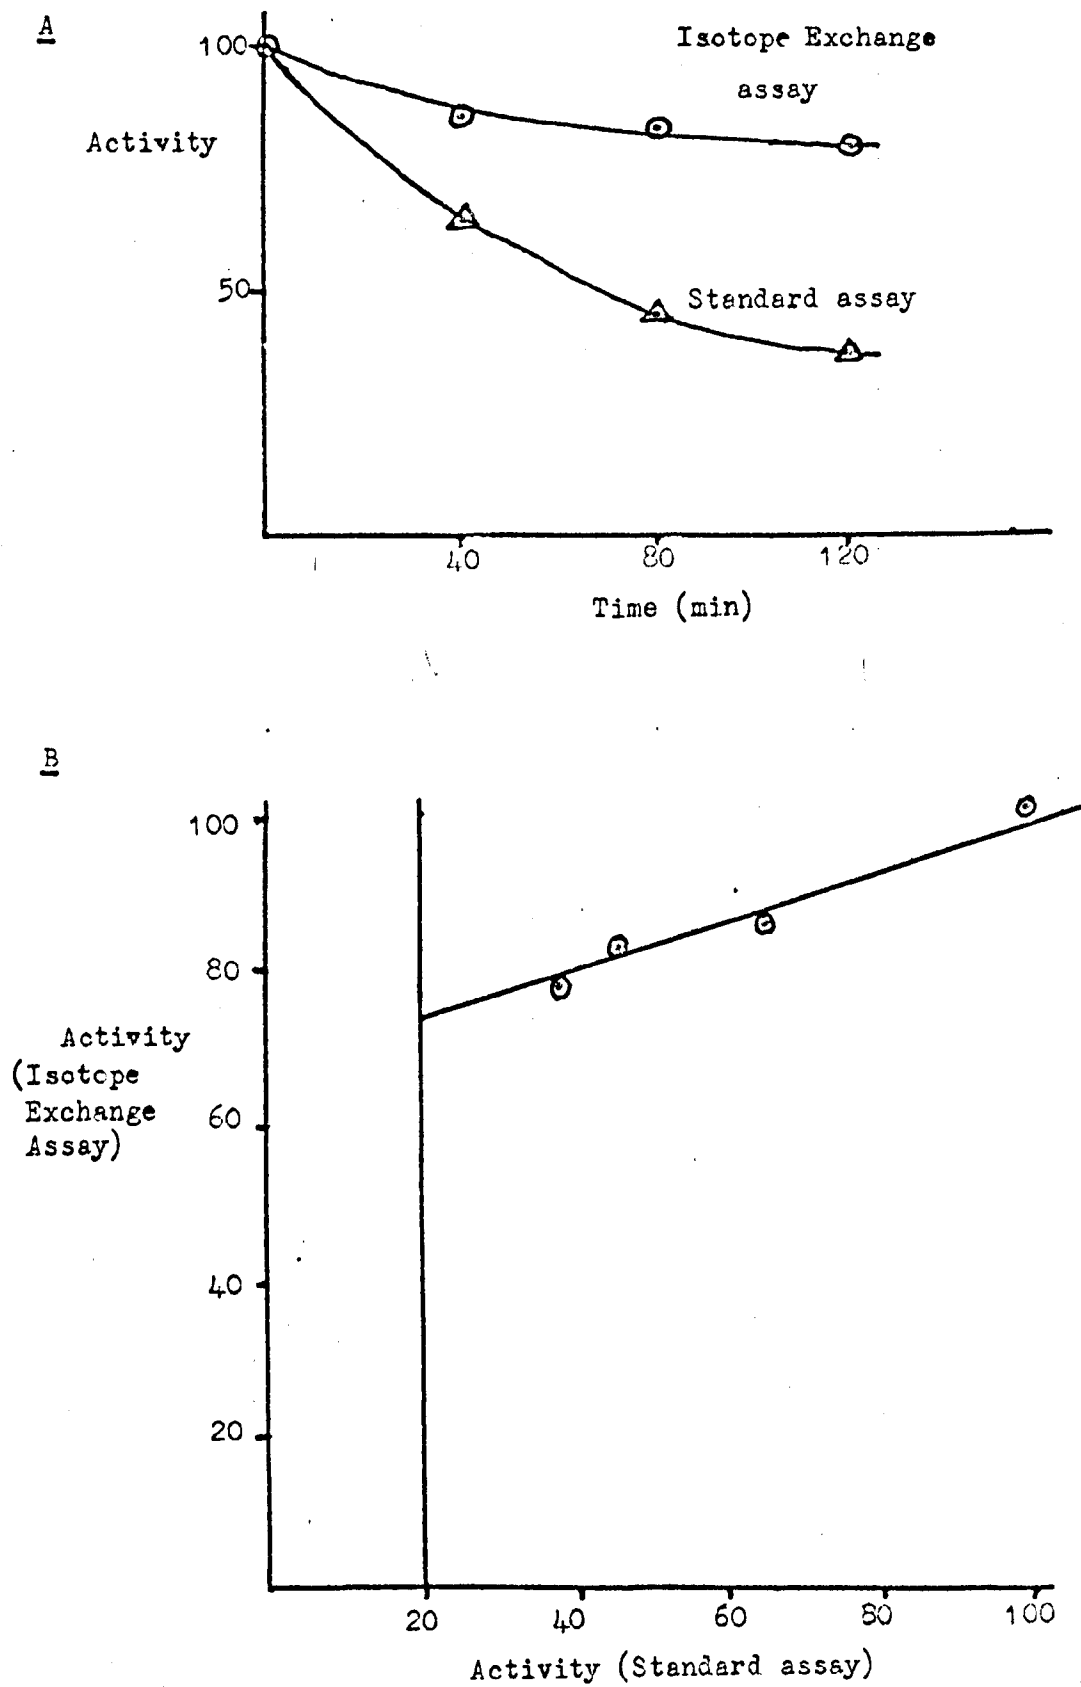 A
Isotope Exchange
assay
100
Activity
50
Standard assay
40 80 120
Time (min)
B
100
80
Activity
(Isotope
Exchange
Assay)
60
40
20
20 40 60 80 100
Activity (Standard assay)